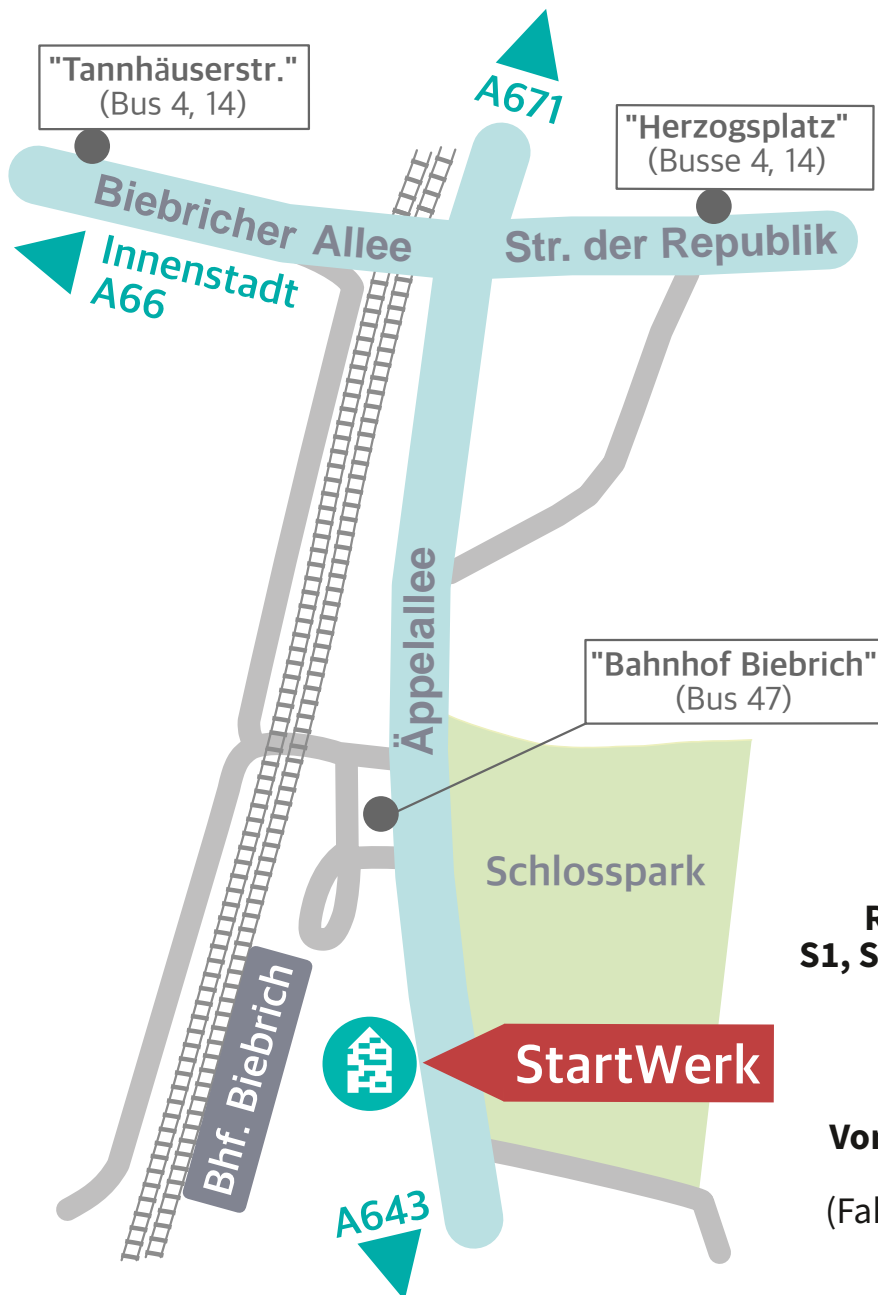 "Tannhäuserstr."
(Bus 4, 14)
A671
"Herzogsplatz"
(Busse 4, 14)
Biebricher Allee
Str. der Republik
Innenstadt
A66
Äppelallee
"Bahnhof Biebrich"
(Bus 47)
Schlosspark
S1, S
Bhf. Biebrich
StartWerk
A643